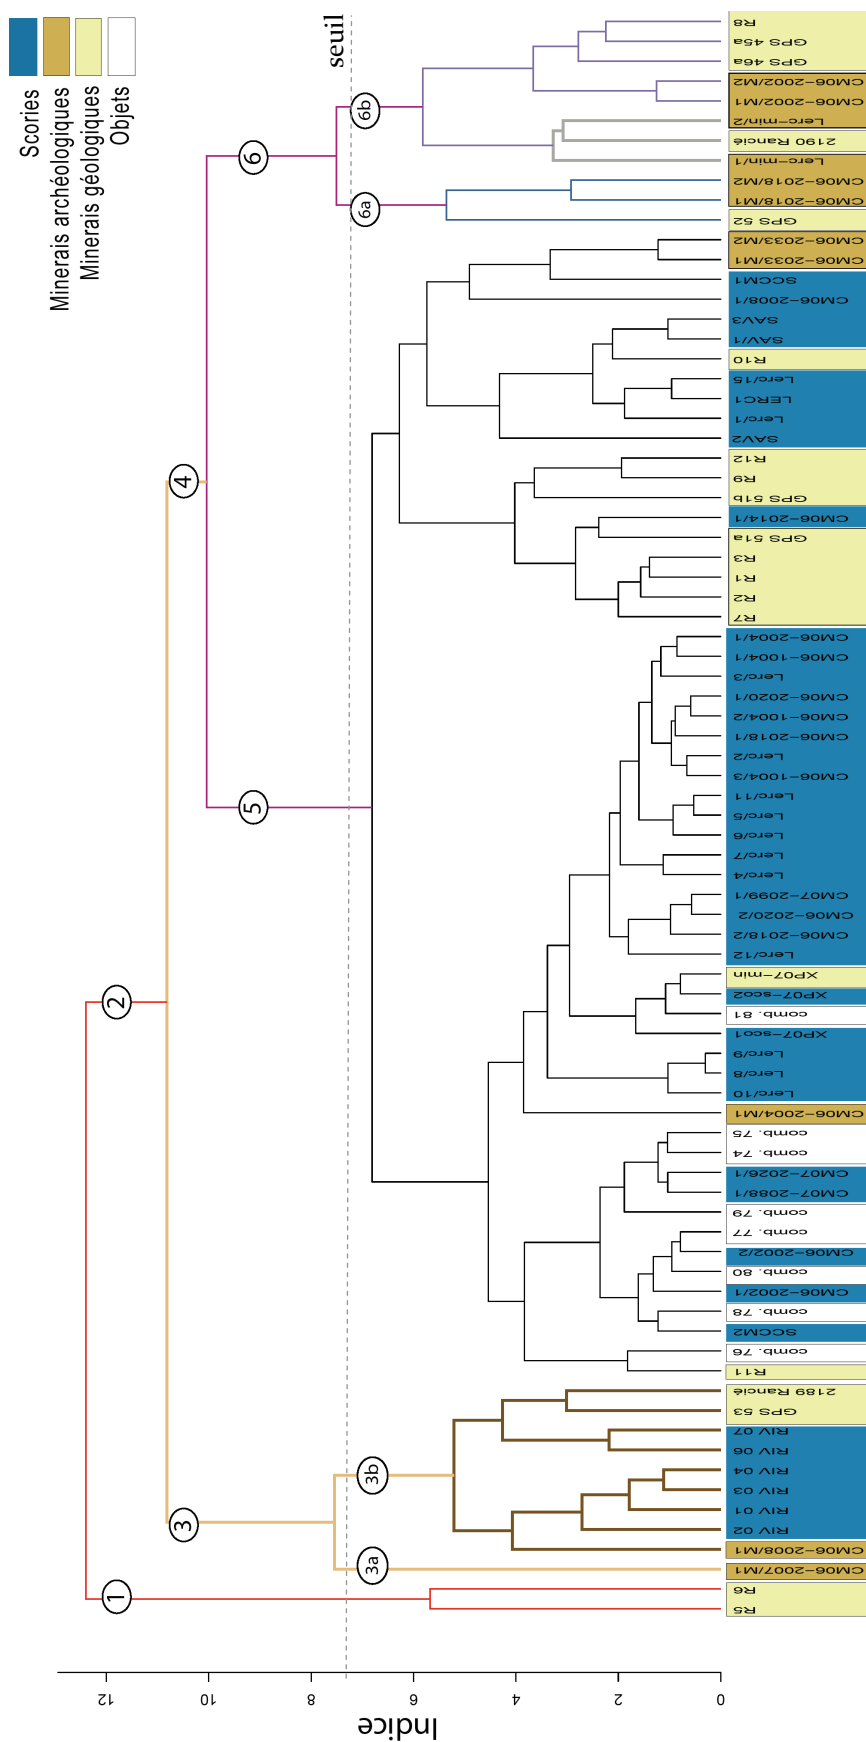 Scories
Minerais archéologiques
Minerais géologiques
Objets
seuil
1
2
3
3a
3b
4
5
6
6a
6b
R8
GPS 45a
GPS 46a
CM06-2002/M2
CM06-2002/M1
Lerc-min/2
2190 Rancié
Lerc-min/1
CM06-2018/M2
CM06-2018/M1
GPS 52
CM06-2033/M2
CM06-2033/M1
SCCM1
CM06-2008/1
SAV3
SAV/1
R10
Lerc/15
LERC1
Lerc/1
SAV2
R12
R9
GPS 51b
CM06-2014/1
GPS 51a
R3
R1
R2
R7
CM06-2004/1
CM06-1004/1
Lerc/3
CM06-2020/1
CM06-1004/2
CM06-2018/1
Lerc/2
CM06-1004/3
Lerc/11
Lerc/5
Lerc/6
Lerc/7
Lerc/4
CM07-2099/1
CM06-2020/2
CM06-2018/2
Lerc/12
XP07-min
XP07-sco2
comb. 81
XP07-sco1
Lerc/9
Lerc/8
Lerc/10
CM06-2004/M1
comb. 75
comb. 74
CM07-2026/1
CM07-2088/1
comb. 79
comb. 77
CM06-2002/2
comb. 80
CM06-2002/1
comb. 78
SCCM2
comb. 76
R11
2189 Rancié
GPS 53
RIV 07
RIV 06
RIV 04
RIV 03
RIV 01
RIV 02
CM06-2008/M1
CM06-2007/M1
R6
R5
12
10
8
6
4
2
0
Indice